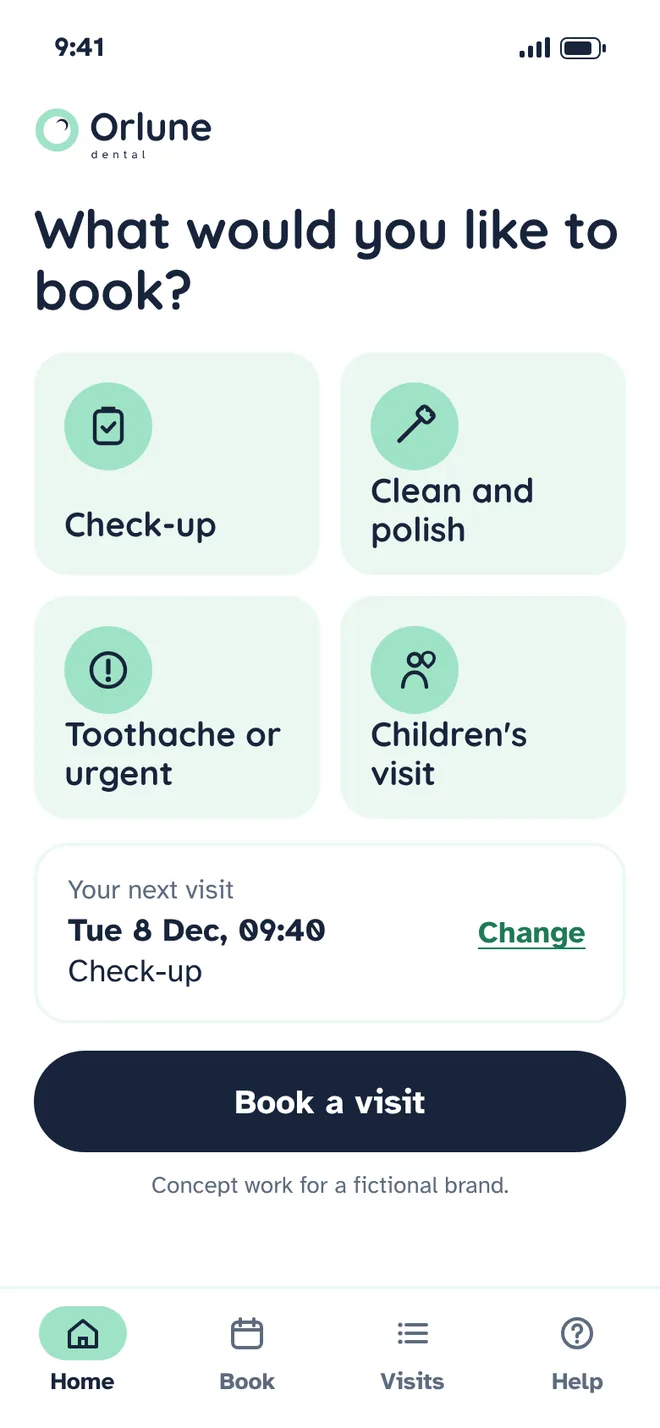 9:41
Orlune
dental
What would you like to
book?
Check-up
Clean and
polish
Toothache or
urgent
Children's
visit
Your next visit
Tue 8 Dec, 09:40
Change
Check-up
Book a visit
Concept work for a fictional brand.
Home
Book
Visits
Help